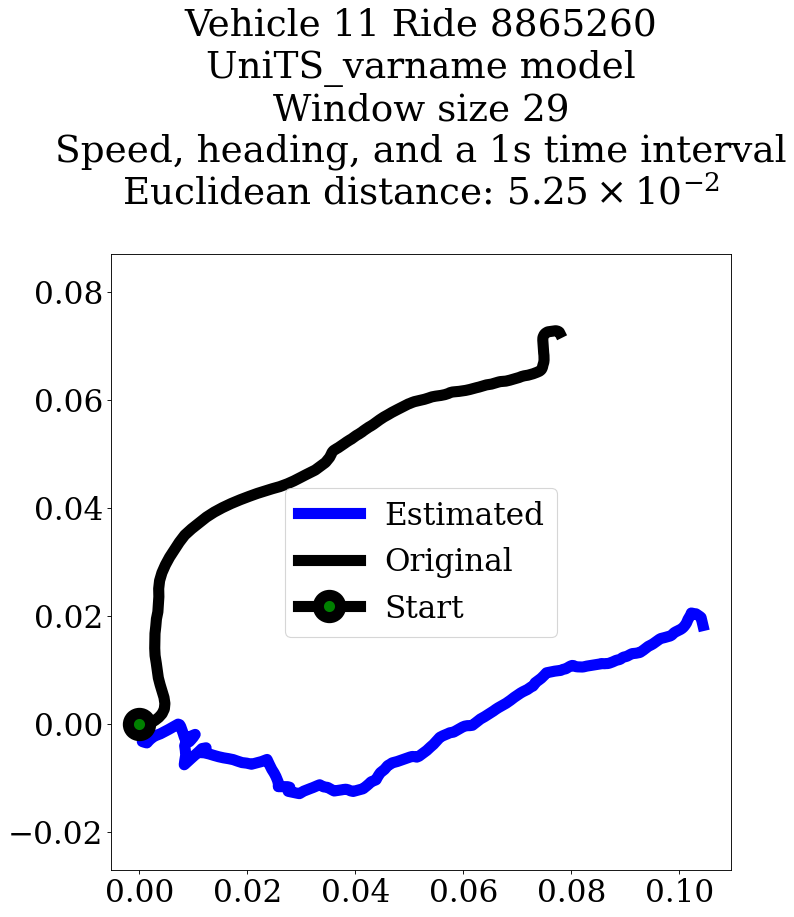 Vehicle 11 Ride 8865260
UniTS_varname model
Window size 29
Speed, heading, and a 1s time interval
Euclidean distance: 5.25 × 10⁻²
0.08
0.06
0.04
0.02
0.00
−0.02
Estimated
Original
Start
0.00 0.02 0.04 0.06 0.08 0.10